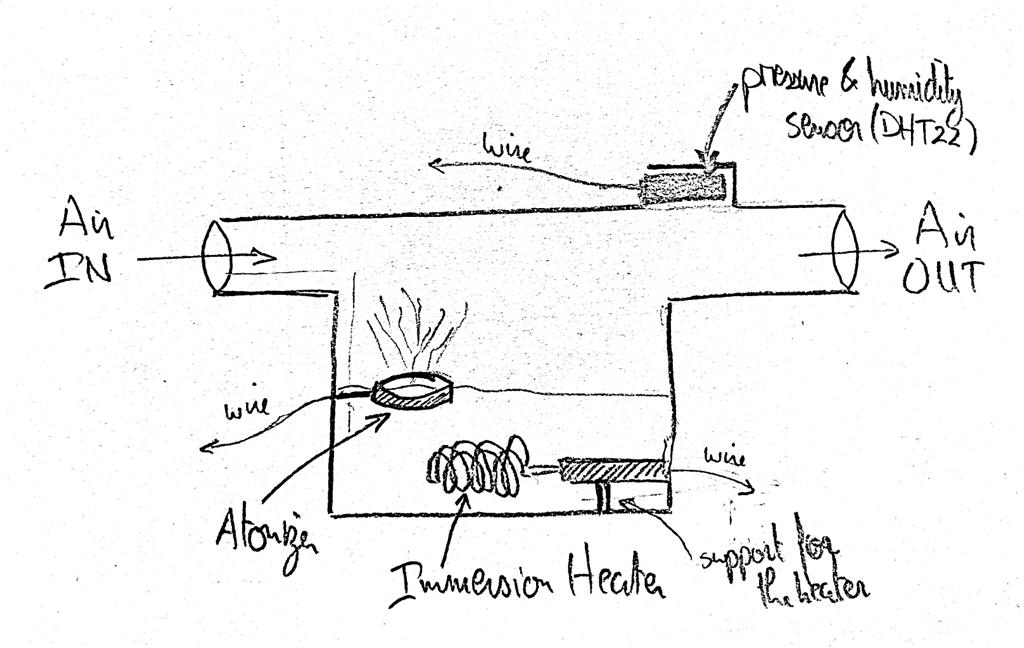 pressure & humidity
sensor (DHT22)
wire
Air
IN
Air
OUT
wire
wire
Atomizer
Immersion Heater
support for
the heater